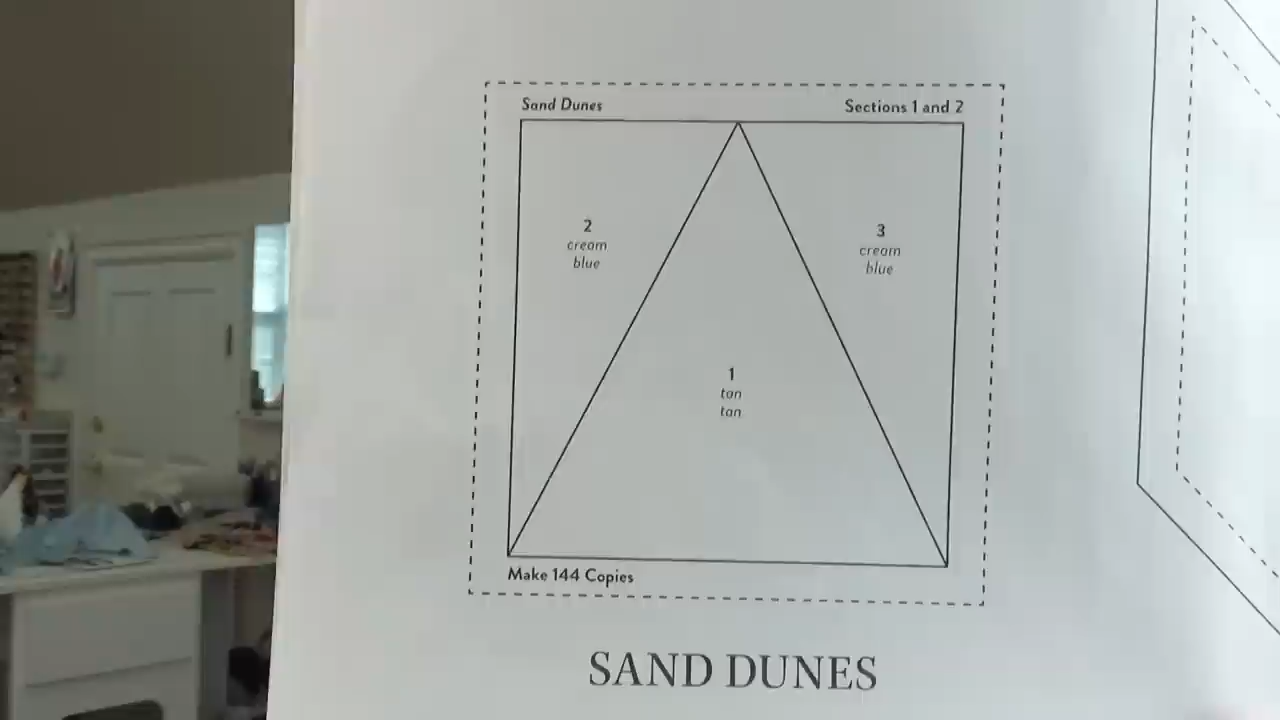 Sand Dunes
Sections 1 and 2
2
cream
blue
3
cream
blue
1
tan
tan
Make 144 Copies
SAND DUNES